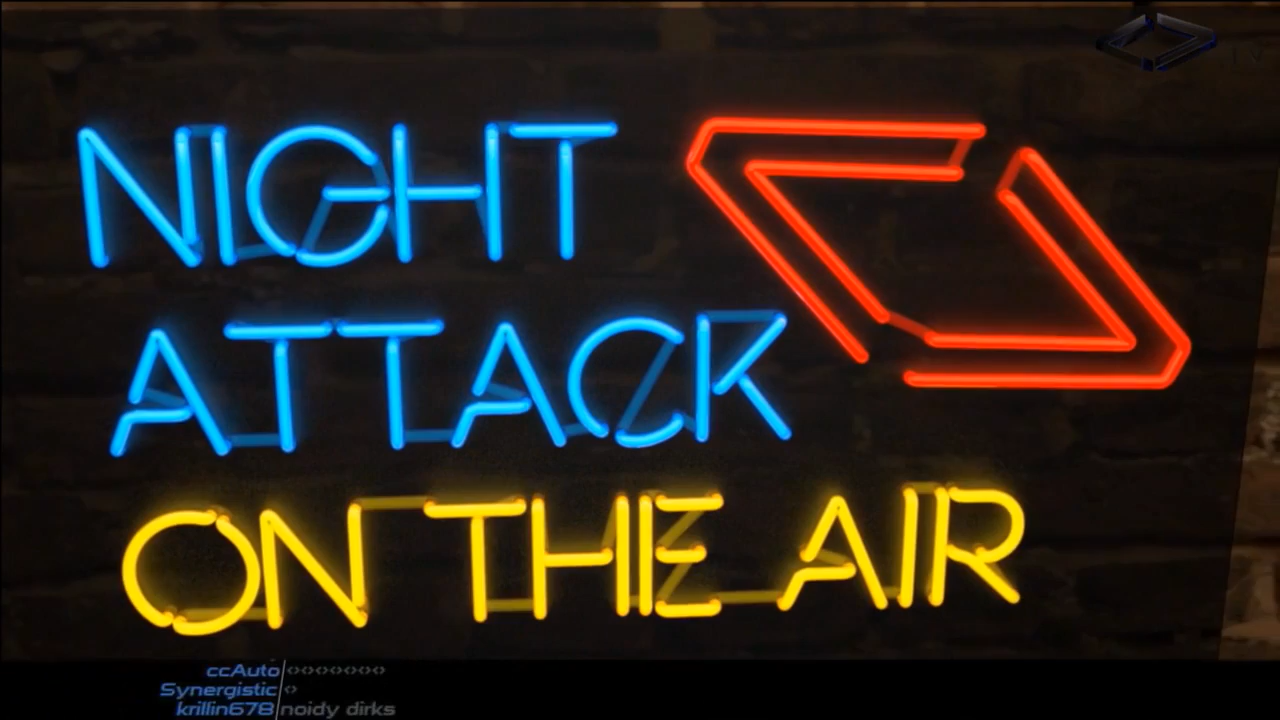 NIGHT
ATTACK
ON THE AIR
ccAuto <><><><><><><>
Synergistic <>
krillin678 noidy dirks